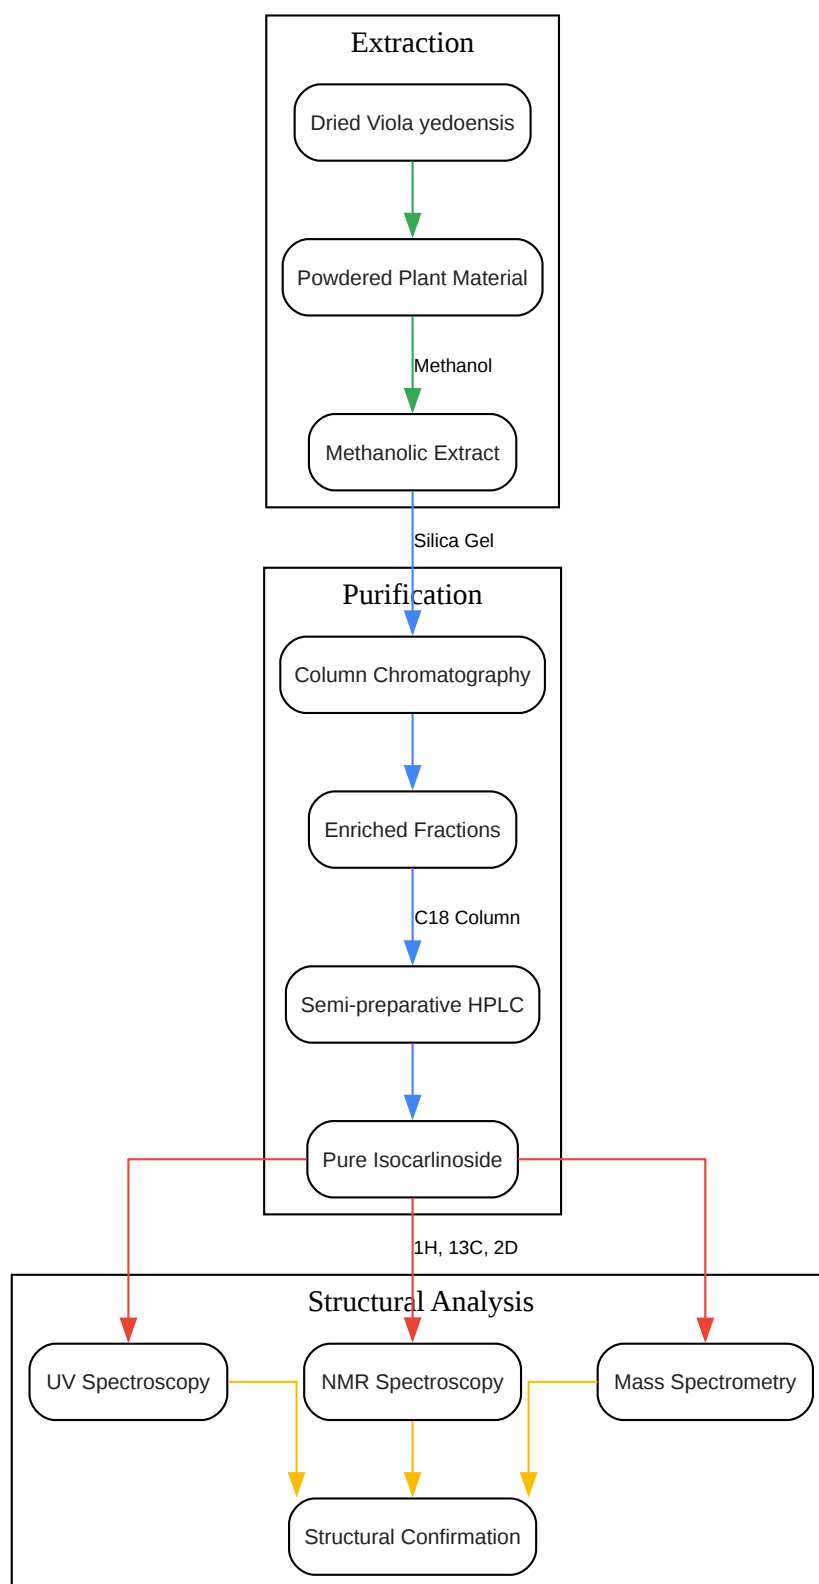 Extraction
Dried Viola yedoensis
Powdered Plant Material
Methanol
Methanolic Extract
Silica Gel
Purification
Column Chromatography
Enriched Fractions
C18 Column
Semi-preparative HPLC
Pure Isocarlinoside
1H, 13C, 2D
Structural Analysis
UV Spectroscopy
NMR Spectroscopy
Mass Spectrometry
Structural Confirmation